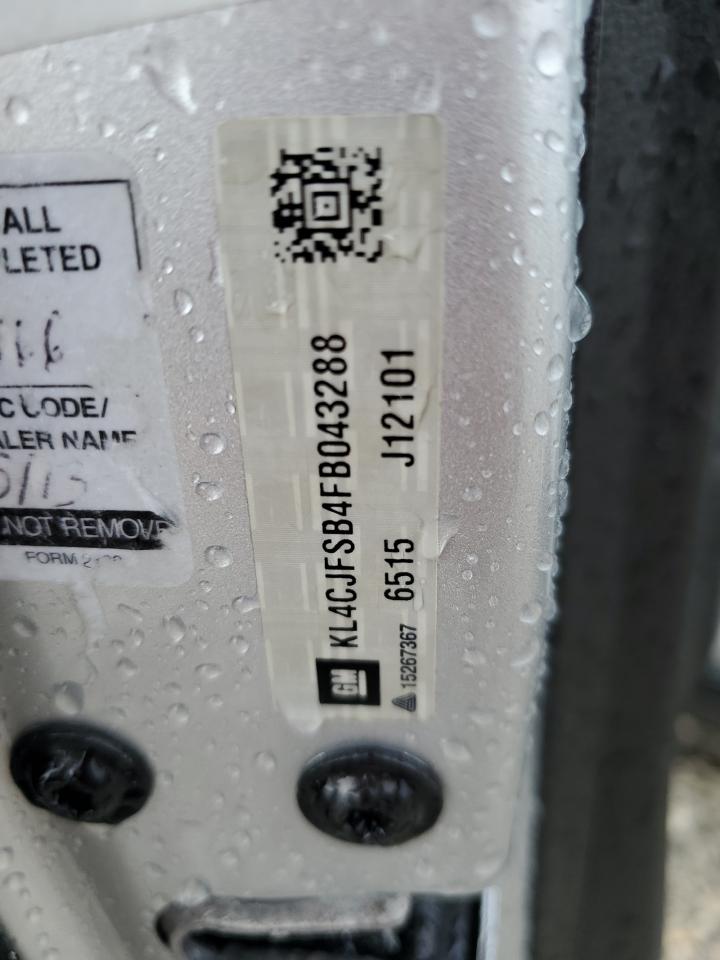 ALL
LETED
C CODE/
ALER NAME
NOT REMOVE
FORM
GM KL4CJFSB4FB043288
15267367 6515 J12101